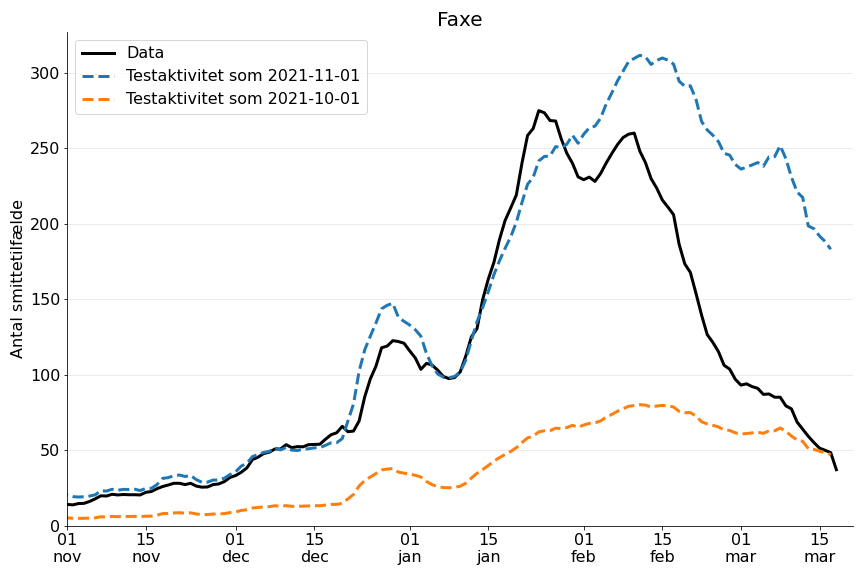 Faxe
Data
Testaktivitet som 2021-11-01
Testaktivitet som 2021-10-01
Antal smittetilfælde
300
250
200
150
100
50
0
01 15 01 15 01 15 01 15 01 15
nov nov dec dec jan jan feb feb mar mar